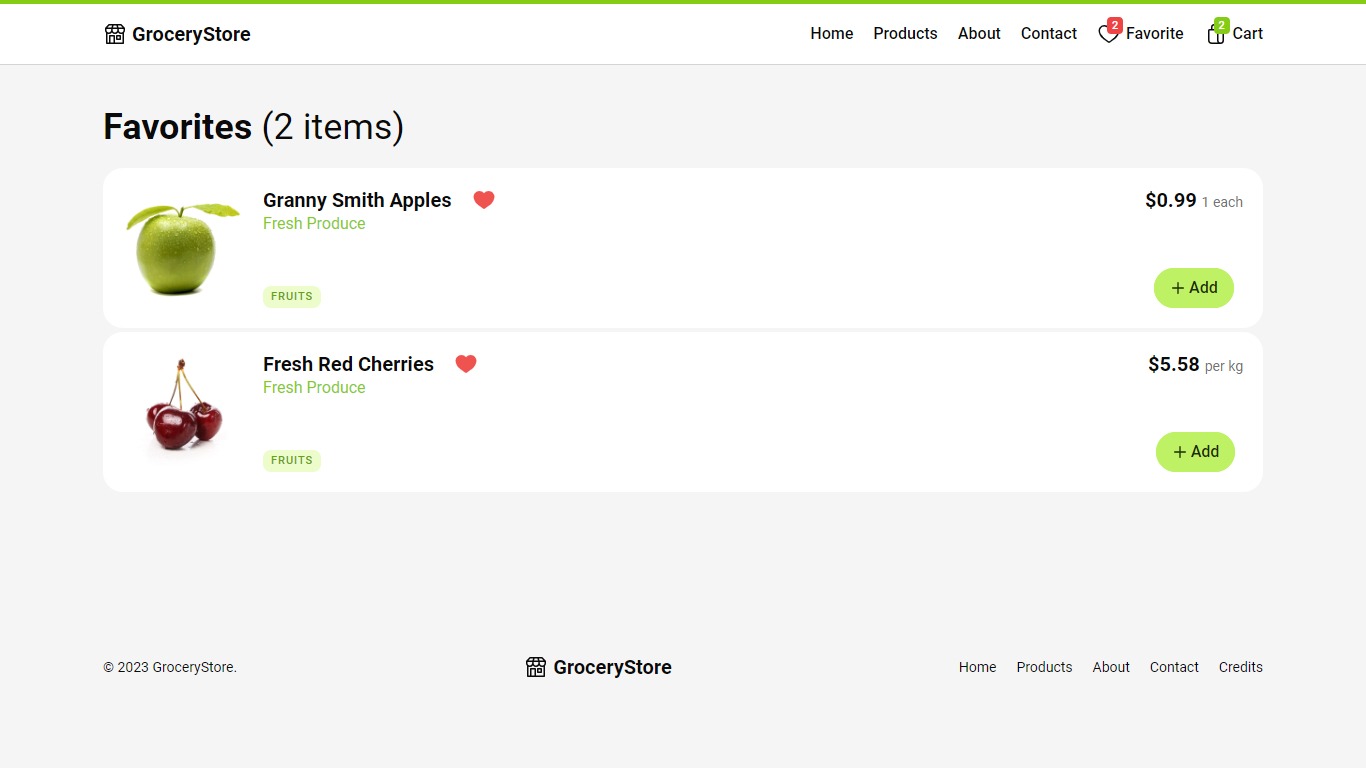 GroceryStore
Home Products About Contact 2 Favorite 2 Cart
Favorites (2 items)
Granny Smith Apples $0.99 1 each
Fresh Produce
FRUITS + Add
Fresh Red Cherries $5.58 per kg
Fresh Produce
FRUITS + Add
© 2023 GroceryStore. GroceryStore Home Products About Contact Credits